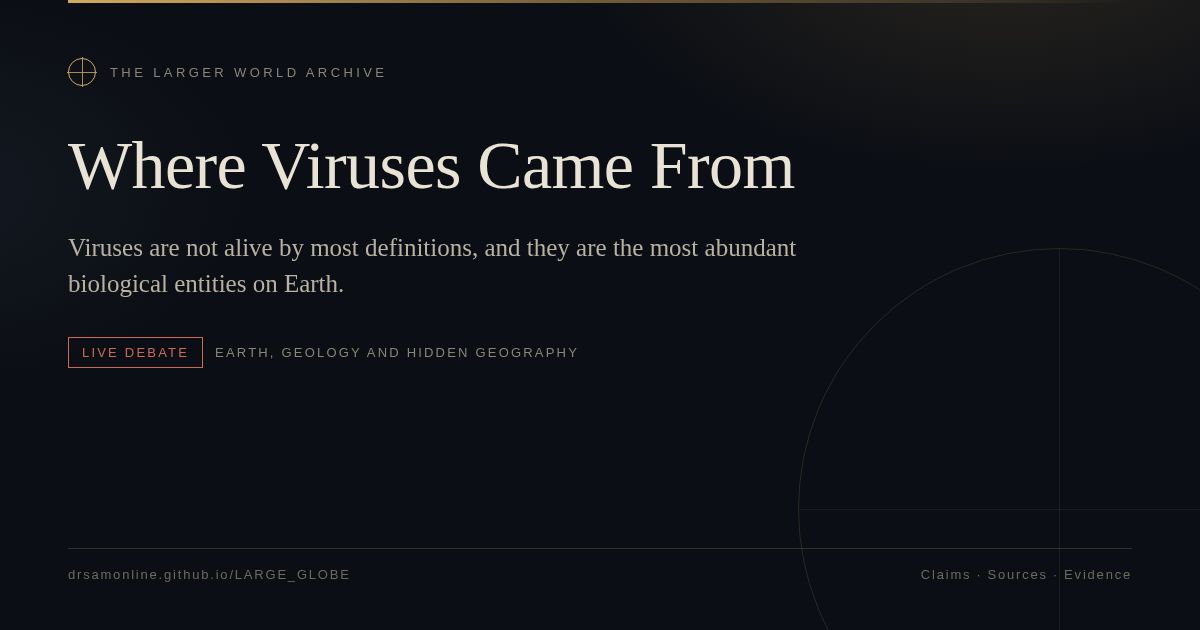 THE LARGER WORLD ARCHIVE
Where Viruses Came From
Viruses are not alive by most definitions, and they are the most abundant
biological entities on Earth.
LIVE DEBATE EARTH, GEOLOGY AND HIDDEN GEOGRAPHY
drsamonline.github.io/LARGE_GLOBE Claims · Sources · Evidence